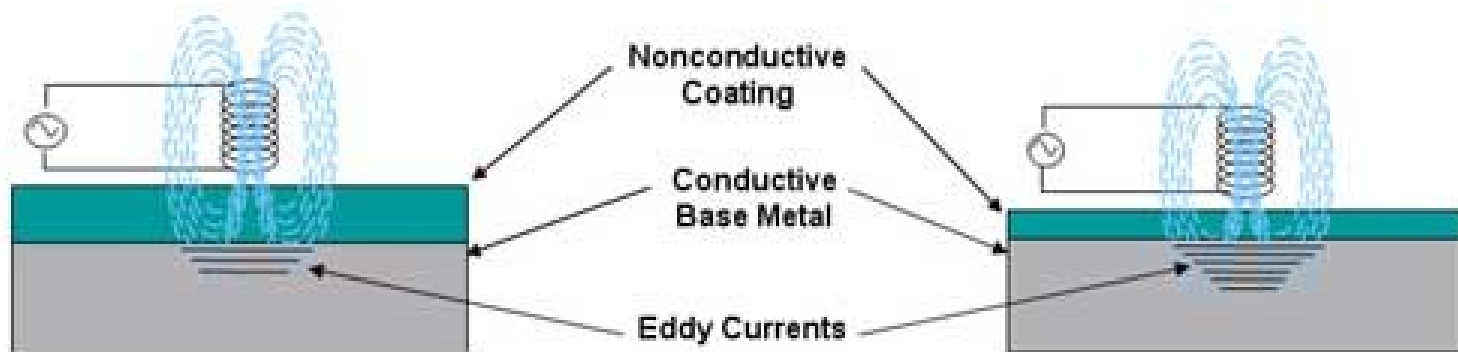 Nonconductive
Coating
Conductive
Base Metal
Eddy Currents